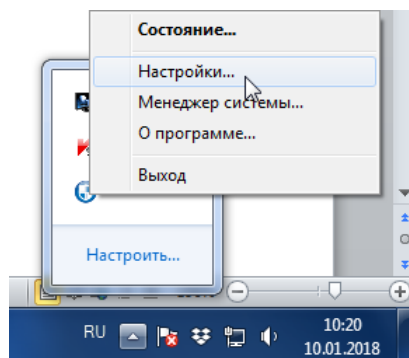 Состояние...
Настройки...
Менеджер системы...
О программе...
Выход
Настроить...
RU
10:20
10.01.2018